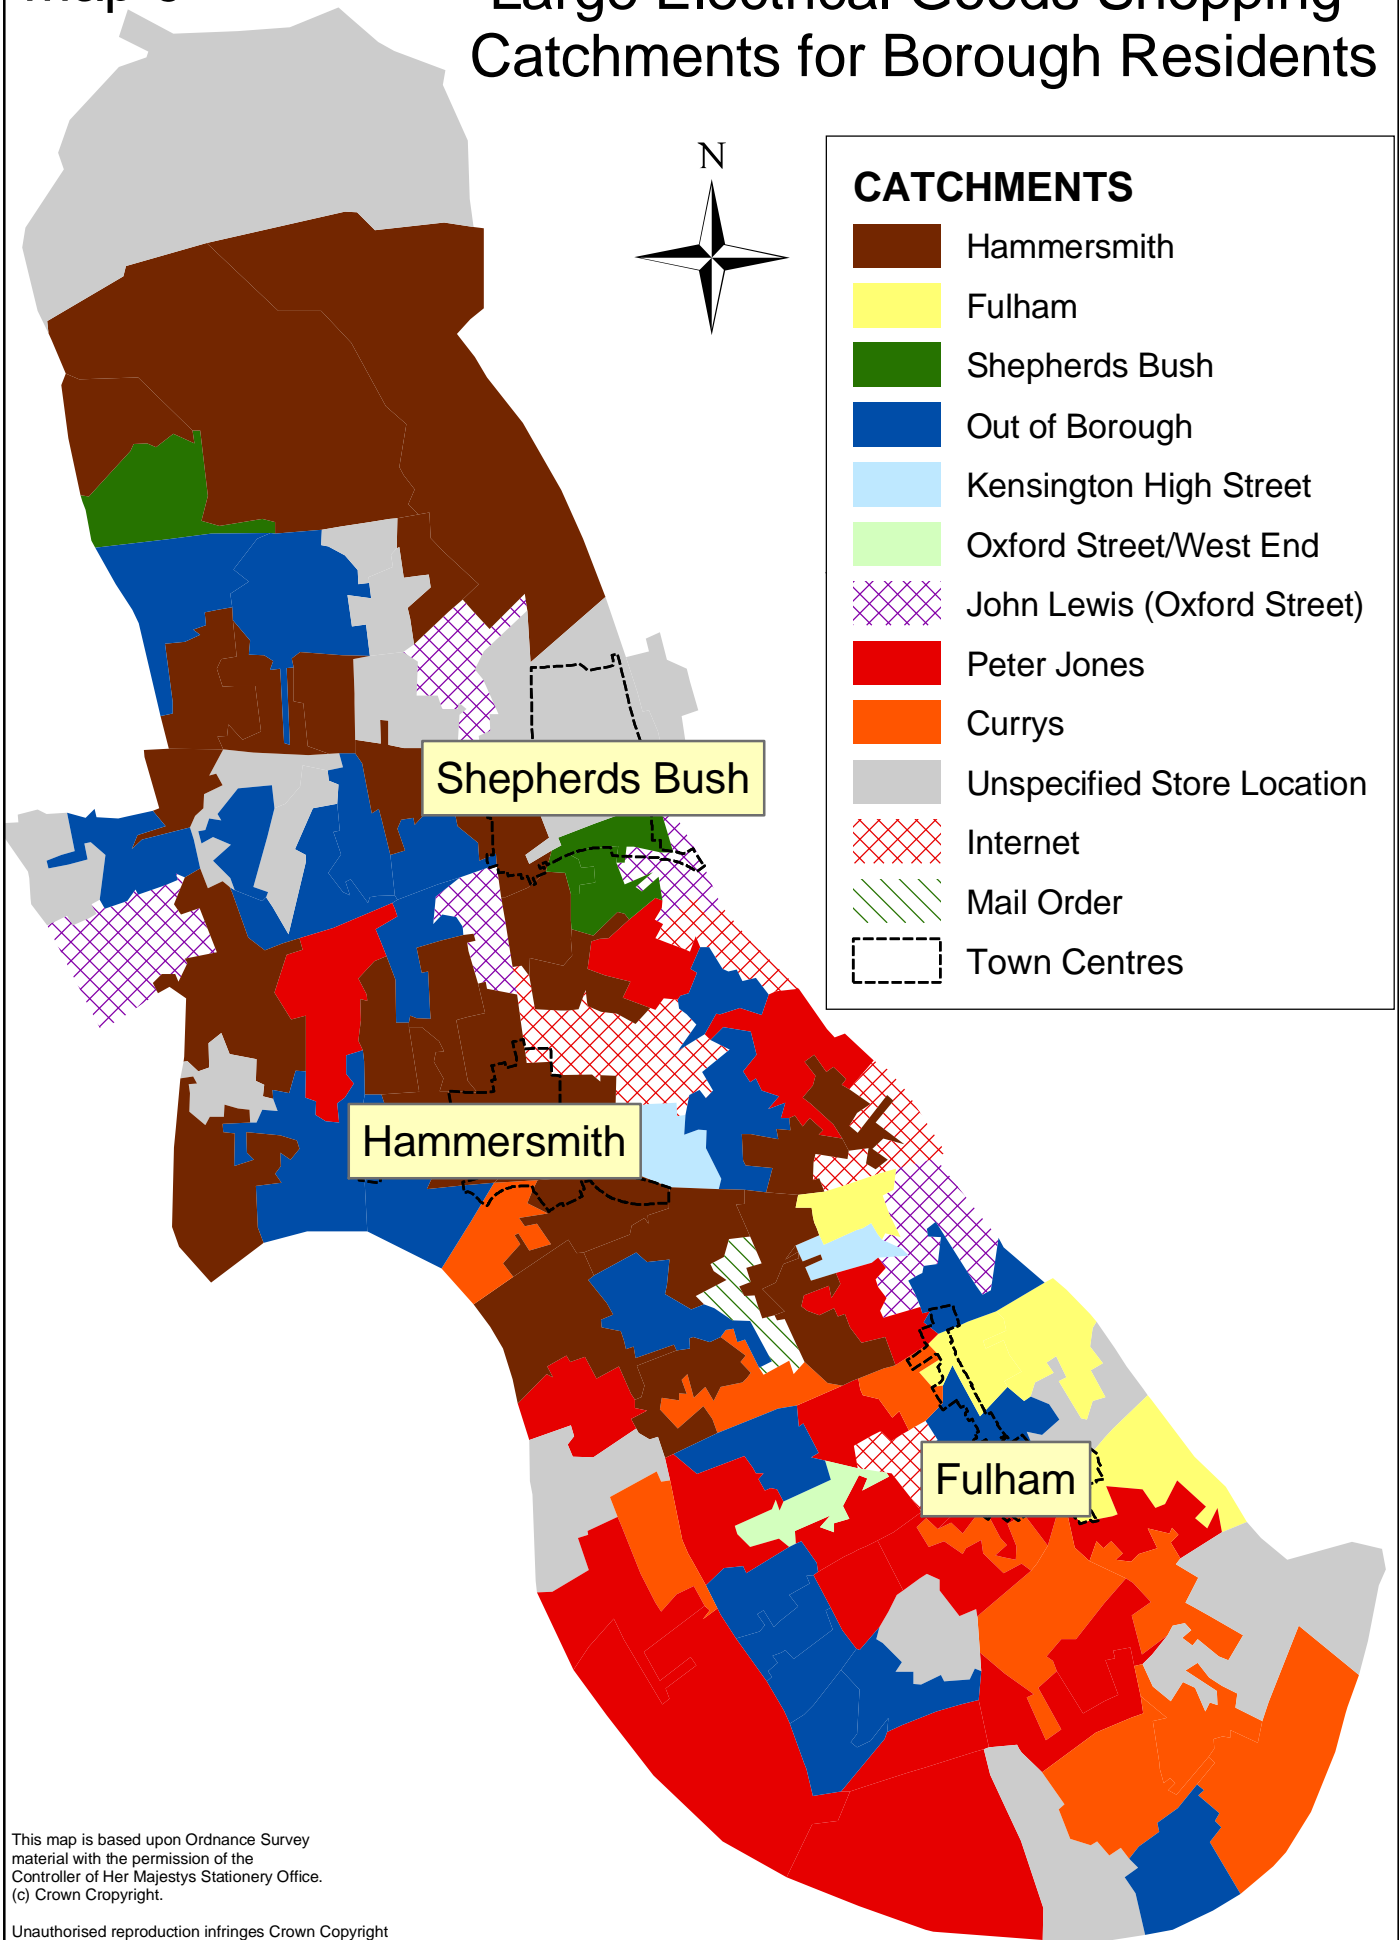 Catchments for Borough Residents
N
CATCHMENTS
Hammersmith
Fulham
Shepherds Bush
Out of Borough
Kensington High Street
Oxford Street/West End
John Lewis (Oxford Street)
Peter Jones
Currys
Unspecified Store Location
Internet
Mail Order
Town Centres
Shepherds Bush
Hammersmith
Fulham
This map is based upon Ordnance Survey
material with the permission of the
Controller of Her Majestys Stationery Office.
(c) Crown Cropyright.
Unauthorised reproduction infringes Crown Copyright